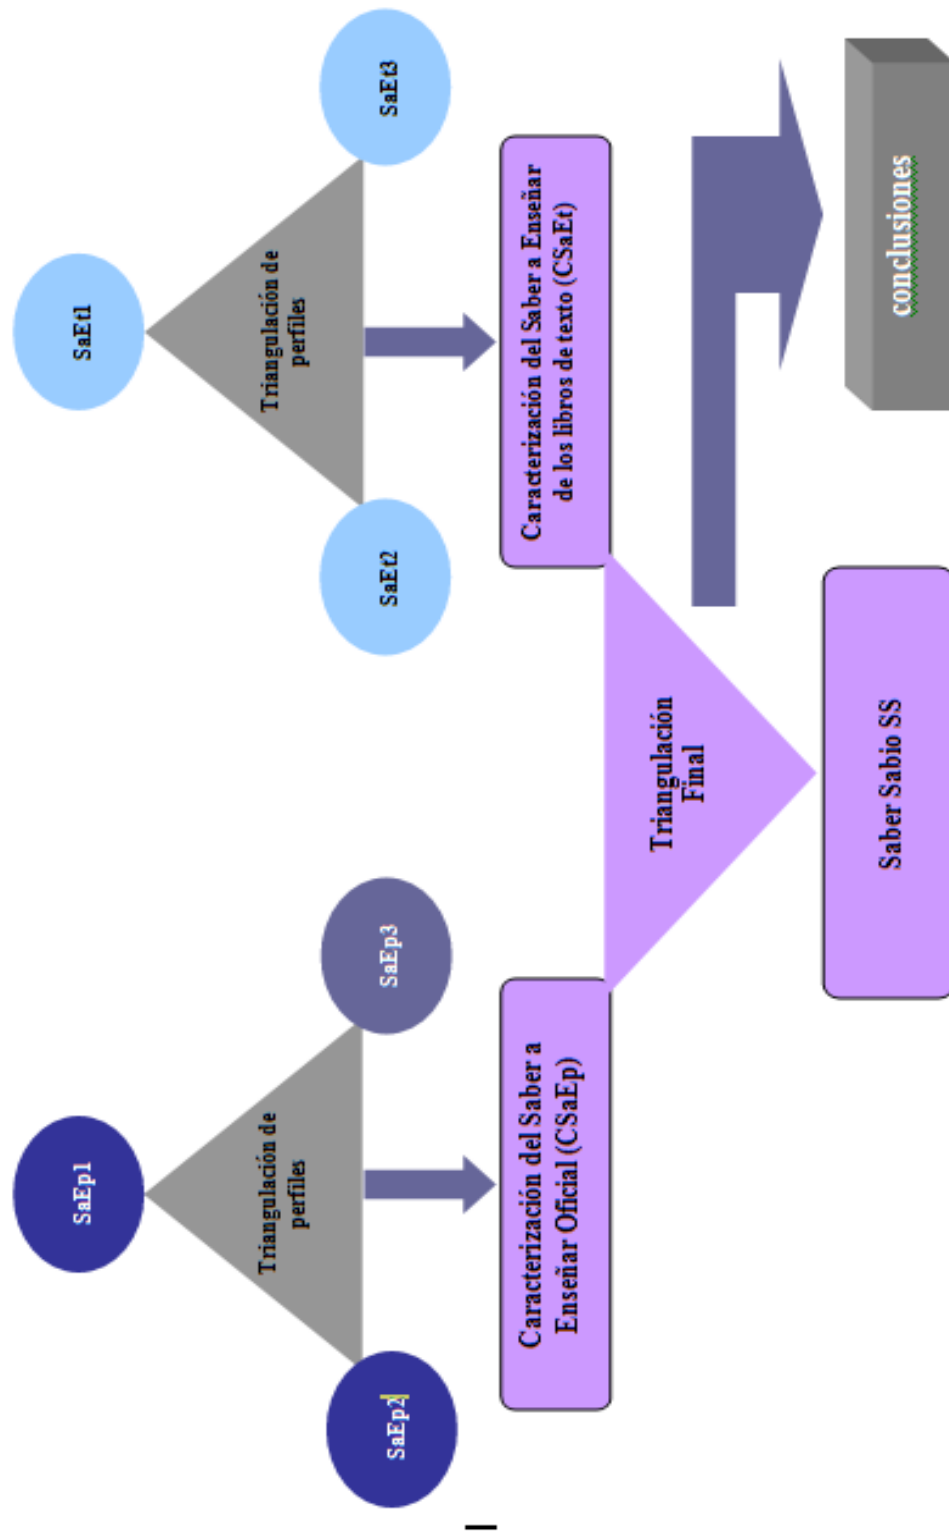 SaEp1
SaEt1
SaEp2
SaEp3
SaEt2
SaEt3
Triangulación de
perfiles
Triangulación de
perfiles
Caracterización del Saber a
Enseñar Oficial (CSaEp)
Caracterización del Saber a Enseñar
de los libros de texto (CSaEt)
Triangulación
Final
Saber Sabio SS
conclusiones